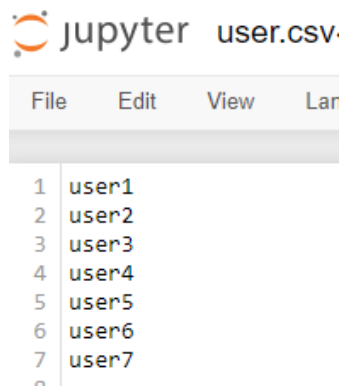 jupyter user.csv
File Edit View Lan
1 user1
2 user2
3 user3
4 user4
5 user5
6 user6
7 user7